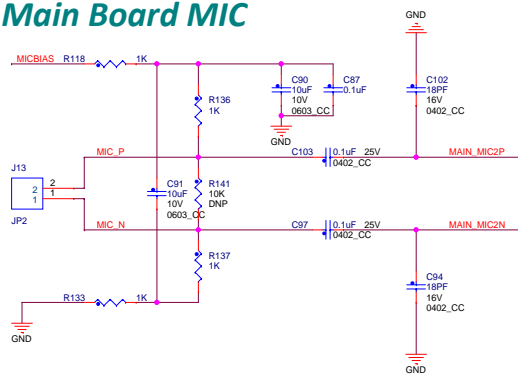 Main Board MIC
GND
MICBIAS R118 1K
C90
10uF
10V
0603_CC
C87
0.1uF
C102
18PF
16V
0402_CC
R136
1K
GND
MIC_P
C103 0.1uF 25V
0402_CC
MAIN_MIC2P
J13
2 2
1 1
JP2
C91
10uF
10V
0603_CC
R141
10K
DNP
MIC_N
C97 0.1uF 25V
0402_CC
MAIN_MIC2N
R137
1K
C94
18PF
16V
0402_CC
R133 1K
GND
GND